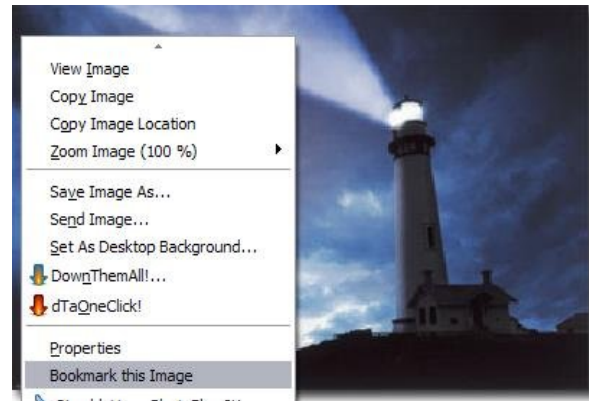 View Image
Copy Image
Copy Image Location
Zoom Image (100 %)
Save Image As...
Send Image...
Set As Desktop Background...
DownThemAll!...
dTaOneClick!
Properties
Bookmark this Image